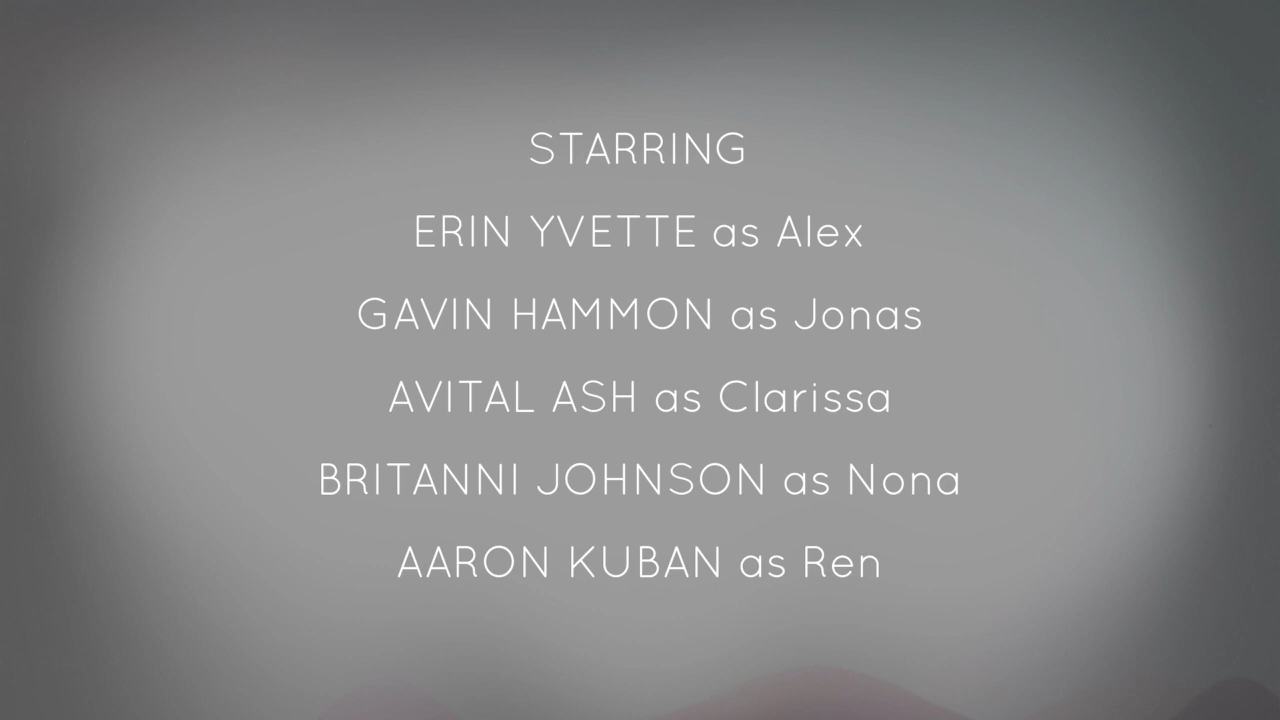 STARRING
ERIN YVETTE as Alex
GAVIN HAMMON as Jonas
AVITAL ASH as Clarissa
BRITANNI JOHNSON as Nona
AARON KUBAN as Ren